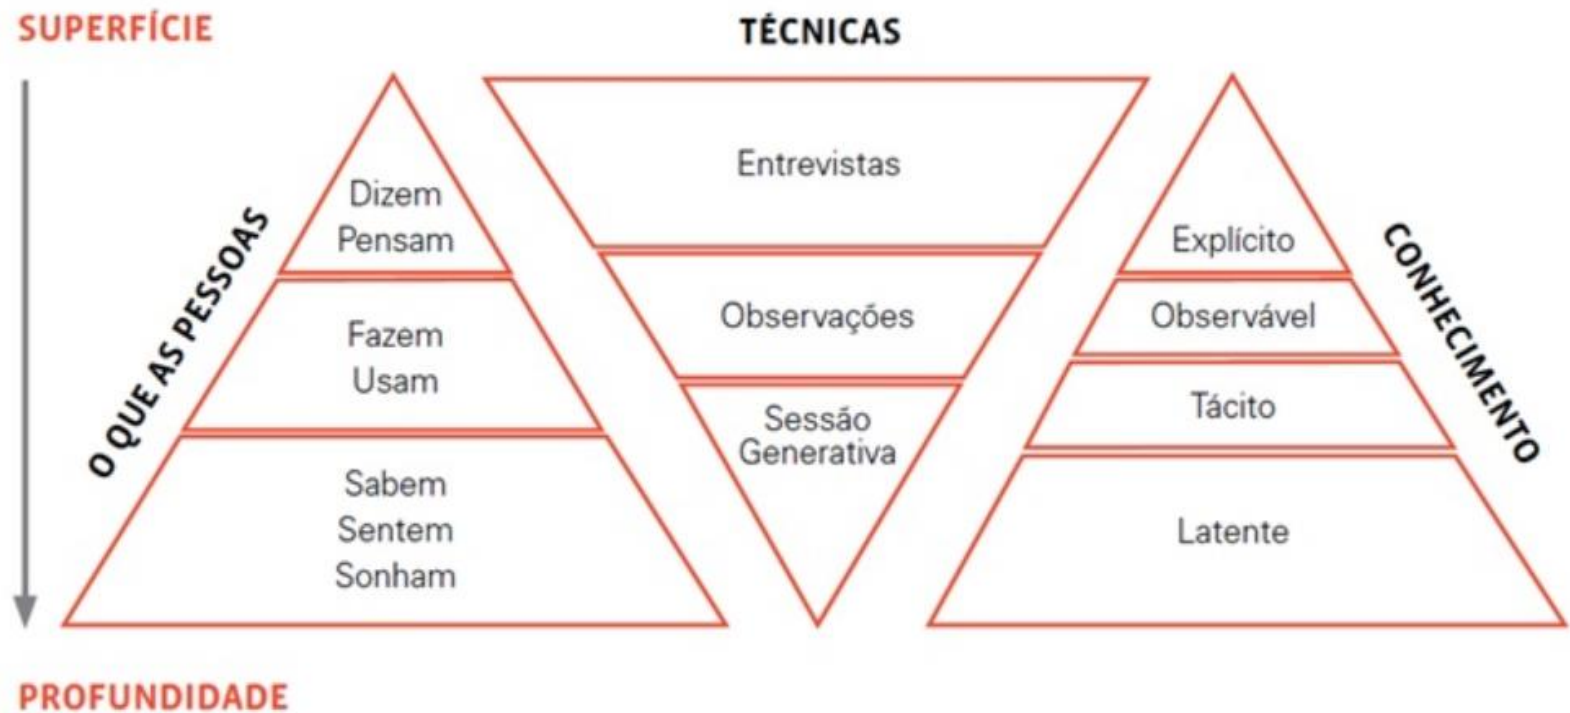 SUPERFÍCIE
TÉCNICAS
O QUE AS PESSOAS
Dizem
Pensam
Fazem
Usam
Sabem
Sentem
Sonham
Entrevistas
Observações
Sessão
Generativa
Explícito
Observável
Tácito
Latente
CONHECIMENTO
PROFUNDIDADE